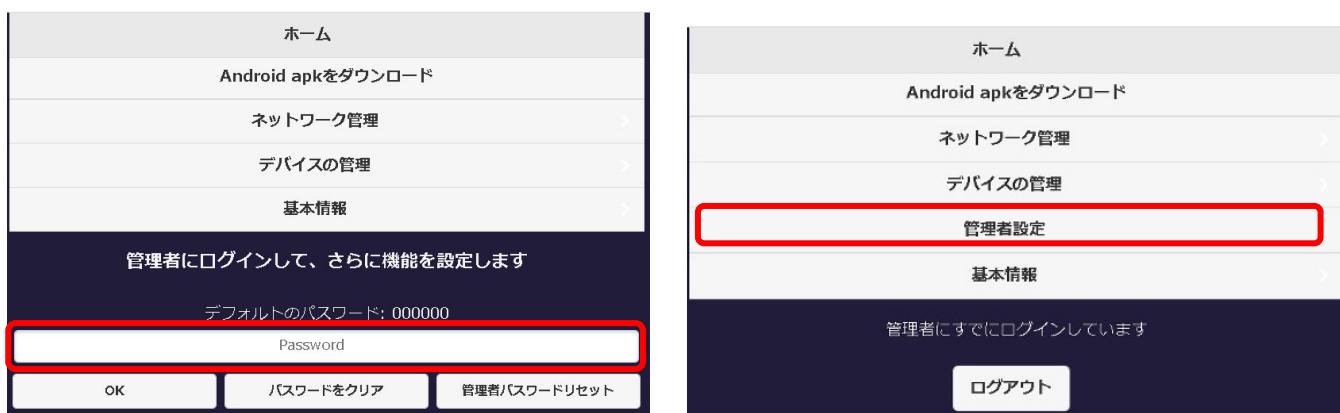 ホーム
Android apkをダウンロード
ネットワーク管理
デバイスの管理
基本情報
管理者にログインして、さらに機能を設定します
デフォルトのパスワード: 000000
Password
OK
パスワードをクリア
管理者パスワードリセット
ホーム
Android apkをダウンロード
ネットワーク管理
デバイスの管理
管理者設定
基本情報
管理者にすでにログインしています
ログアウト